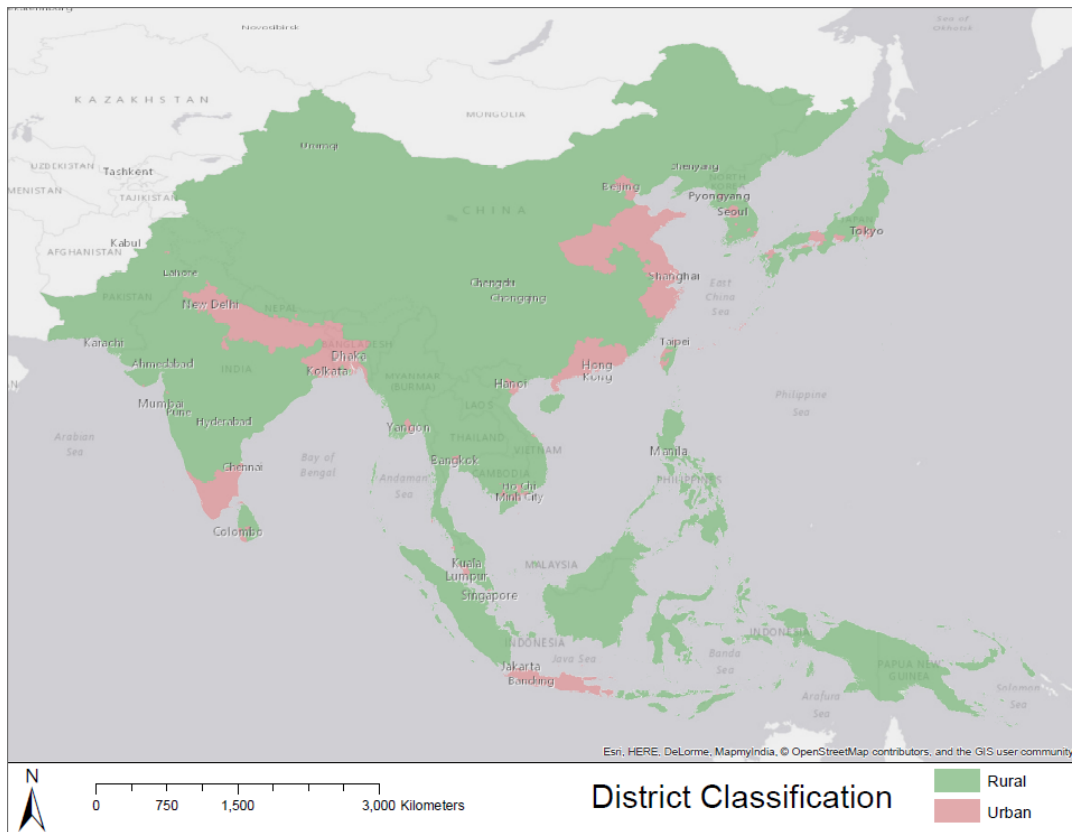 Novosibirsk
Sea of
Okhotsk
KAZAKHSTAN
MONGOLIA
Urumqi
UZBEKISTAN
Tashkent
TAJIKISTAN
Shenyang
NORTH
KOREA
Beijing
Pyongyang
Seoul
JAPAN
Tokyo
CHINA
AFGHANISTAN
Kabul
Lahore
Chengdu
Chongqing
Shanghai
East
China
Sea
PAKISTAN
New Delhi
NEPAL
Karachi
BANGLADESH
Dhaka
Taipei
Ahmedabad
INDIA
Kolkata
MYANMAR
(BURMA)
Hanoi
Hong
Kong
Philippine
Sea
Mumbai
Pune
Hyderabad
LAOS
Yangon
THAILAND
VIETNAM
Manila
Arabian
Sea
Bay of
Bengal
Bangkok
CAMBODIA
Andaman
Sea
Ho Chi
Minh City
PHILIPPINES
Chennai
Colombo
Kuala
Lumpur
MALAYSIA
Singapore
INDONESIA
INDONESIA
Java Sea
Banda
Sea
Jakarta
Bandung
PAPUA NEW
GUINEA
Arafura
Sea
Solomon
Sea
Esri, HERE, DeLorme, MapmyIndia, © OpenStreetMap contributors, and the GIS user community
N
0 750 1,500 3,000 Kilometers
District Classification
Rural
Urban